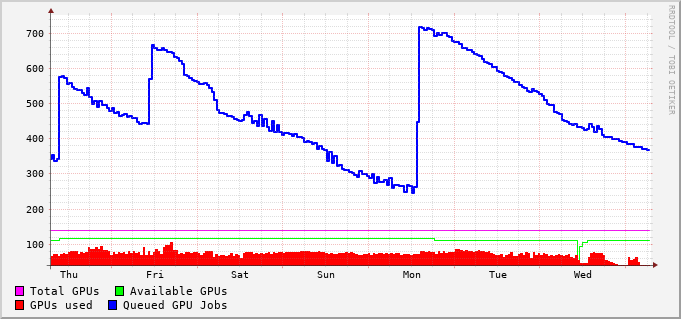 700
600
500
400
300
200
100
Thu Fri Sat Sun Mon Tue Wed
Total GPUs Available GPUs
GPUs used Queued GPU Jobs
RRDTOOL / TOBI OETIKER